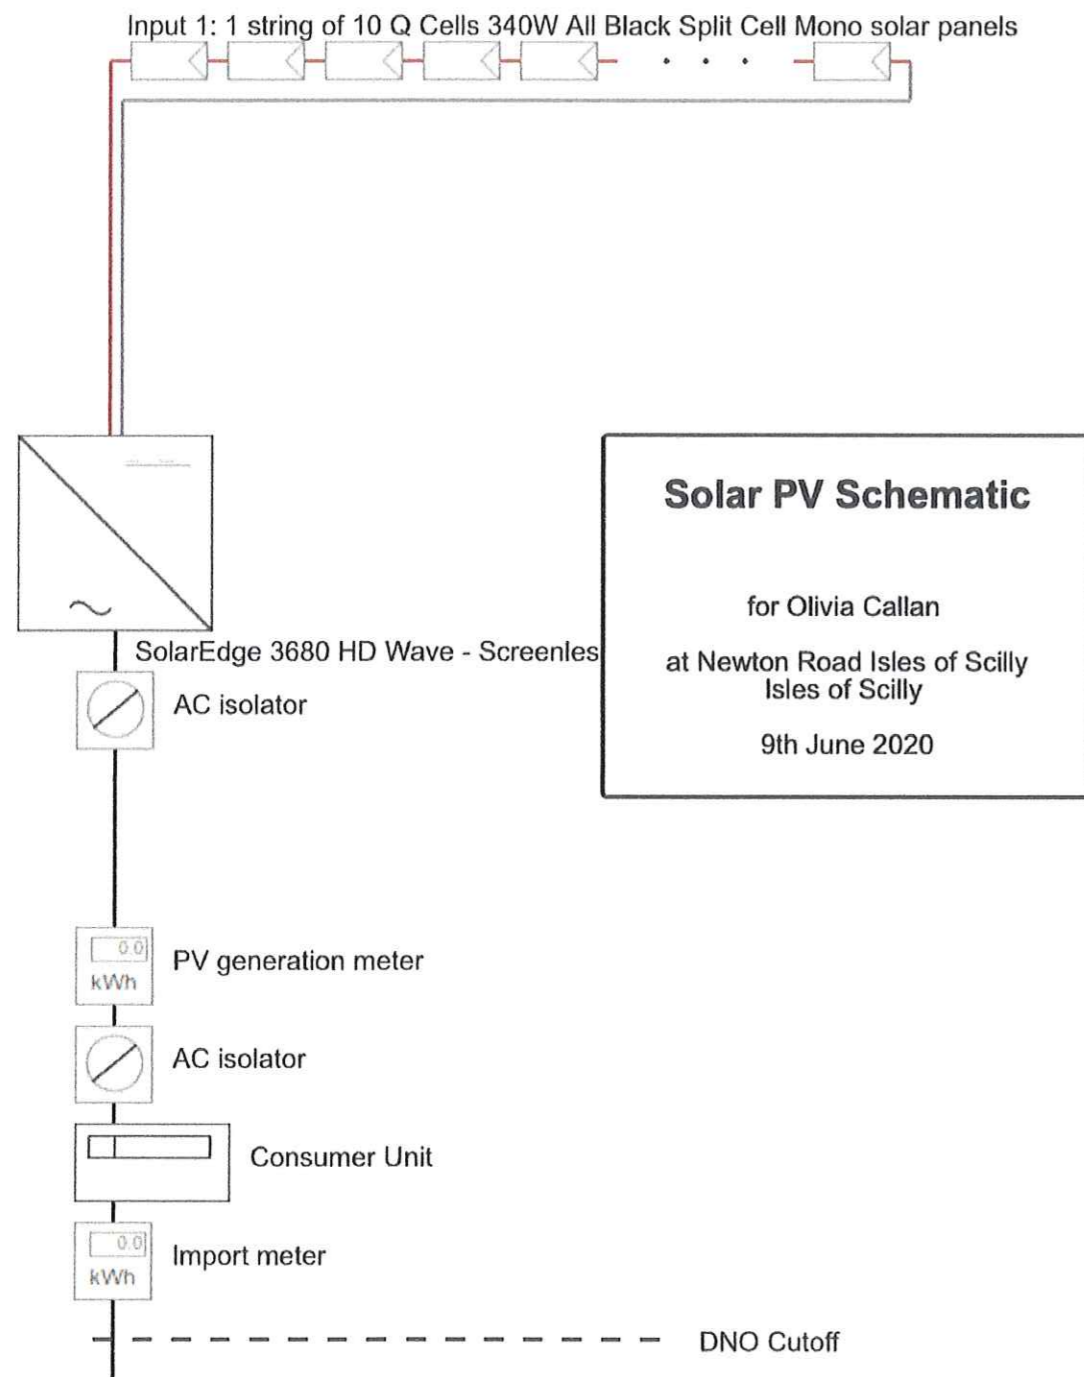 Input 1: 1 string of 10 Q Cells 340W All Black Split Cell Mono solar panels
Solar PV Schematic
for Olivia Callan
at Newton Road Isles of Scilly
Isles of Scilly
9th June 2020
SolarEdge 3680 HD Wave - Screenles
AC isolator
0.0
kWh
PV generation meter
AC isolator
Consumer Unit
0.0
kWh
Import meter
DNO Cutoff